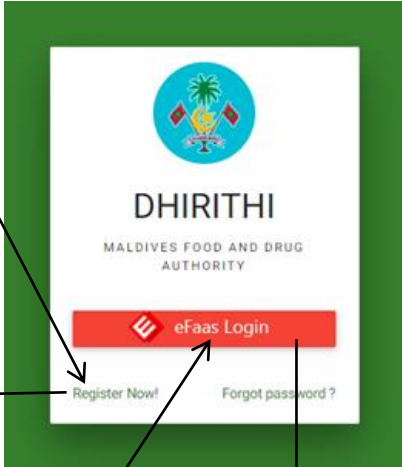 DHIRITHI
MALDIVES FOOD AND DRUG
AUTHORITY
eFaas Login
Register Now! Forgot password ?